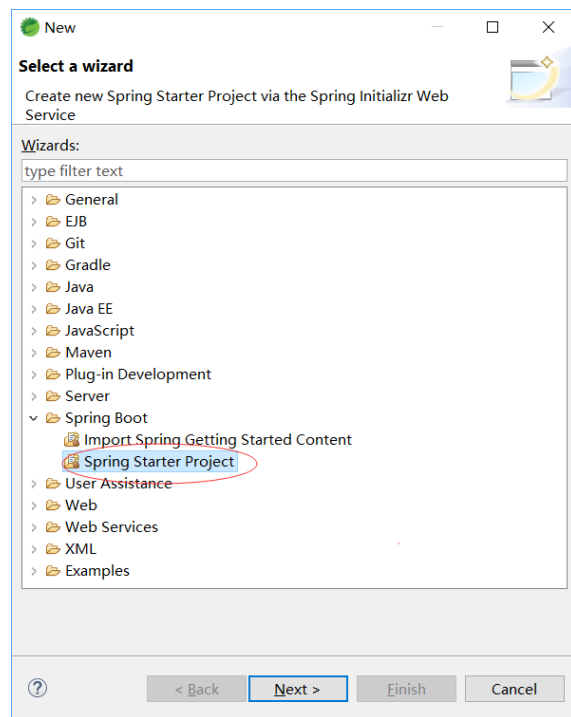 New
Select a wizard
Create new Spring Starter Project via the Spring Initializr Web
Service
Wizards:
type filter text
General
EJB
Git
Gradle
Java
Java EE
JavaScript
Maven
Plug-in Development
Server
Spring Boot
Import Spring Getting Started Content
Spring Starter Project
User Assistance
Web
Web Services
XML
Examples
< Back Next > Finish Cancel